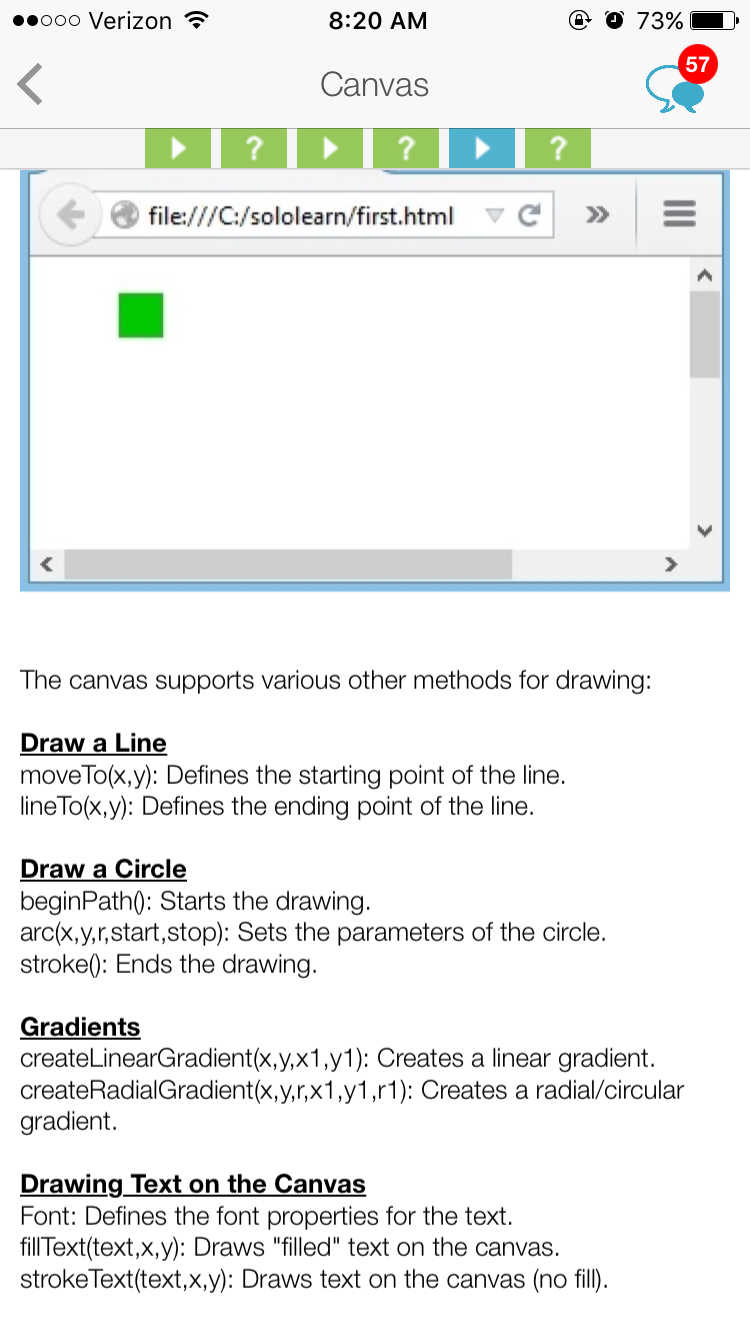 Verizon 8:20 AM 73%
Canvas 57
? ? ?
file:///C:/sololearn/first.html
The canvas supports various other methods for drawing:
Draw a Line
moveTo(x,y): Defines the starting point of the line.
lineTo(x,y): Defines the ending point of the line.
Draw a Circle
beginPath(): Starts the drawing.
arc(x,y,r,start,stop): Sets the parameters of the circle.
stroke(): Ends the drawing.
Gradients
createLinearGradient(x,y,x1,y1): Creates a linear gradient.
createRadialGradient(x,y,r,x1,y1,r1): Creates a radial/circular
gradient.
Drawing Text on the Canvas
Font: Defines the font properties for the text.
fillText(text,x,y): Draws "filled" text on the canvas.
strokeText(text,x,y): Draws text on the canvas (no fill).